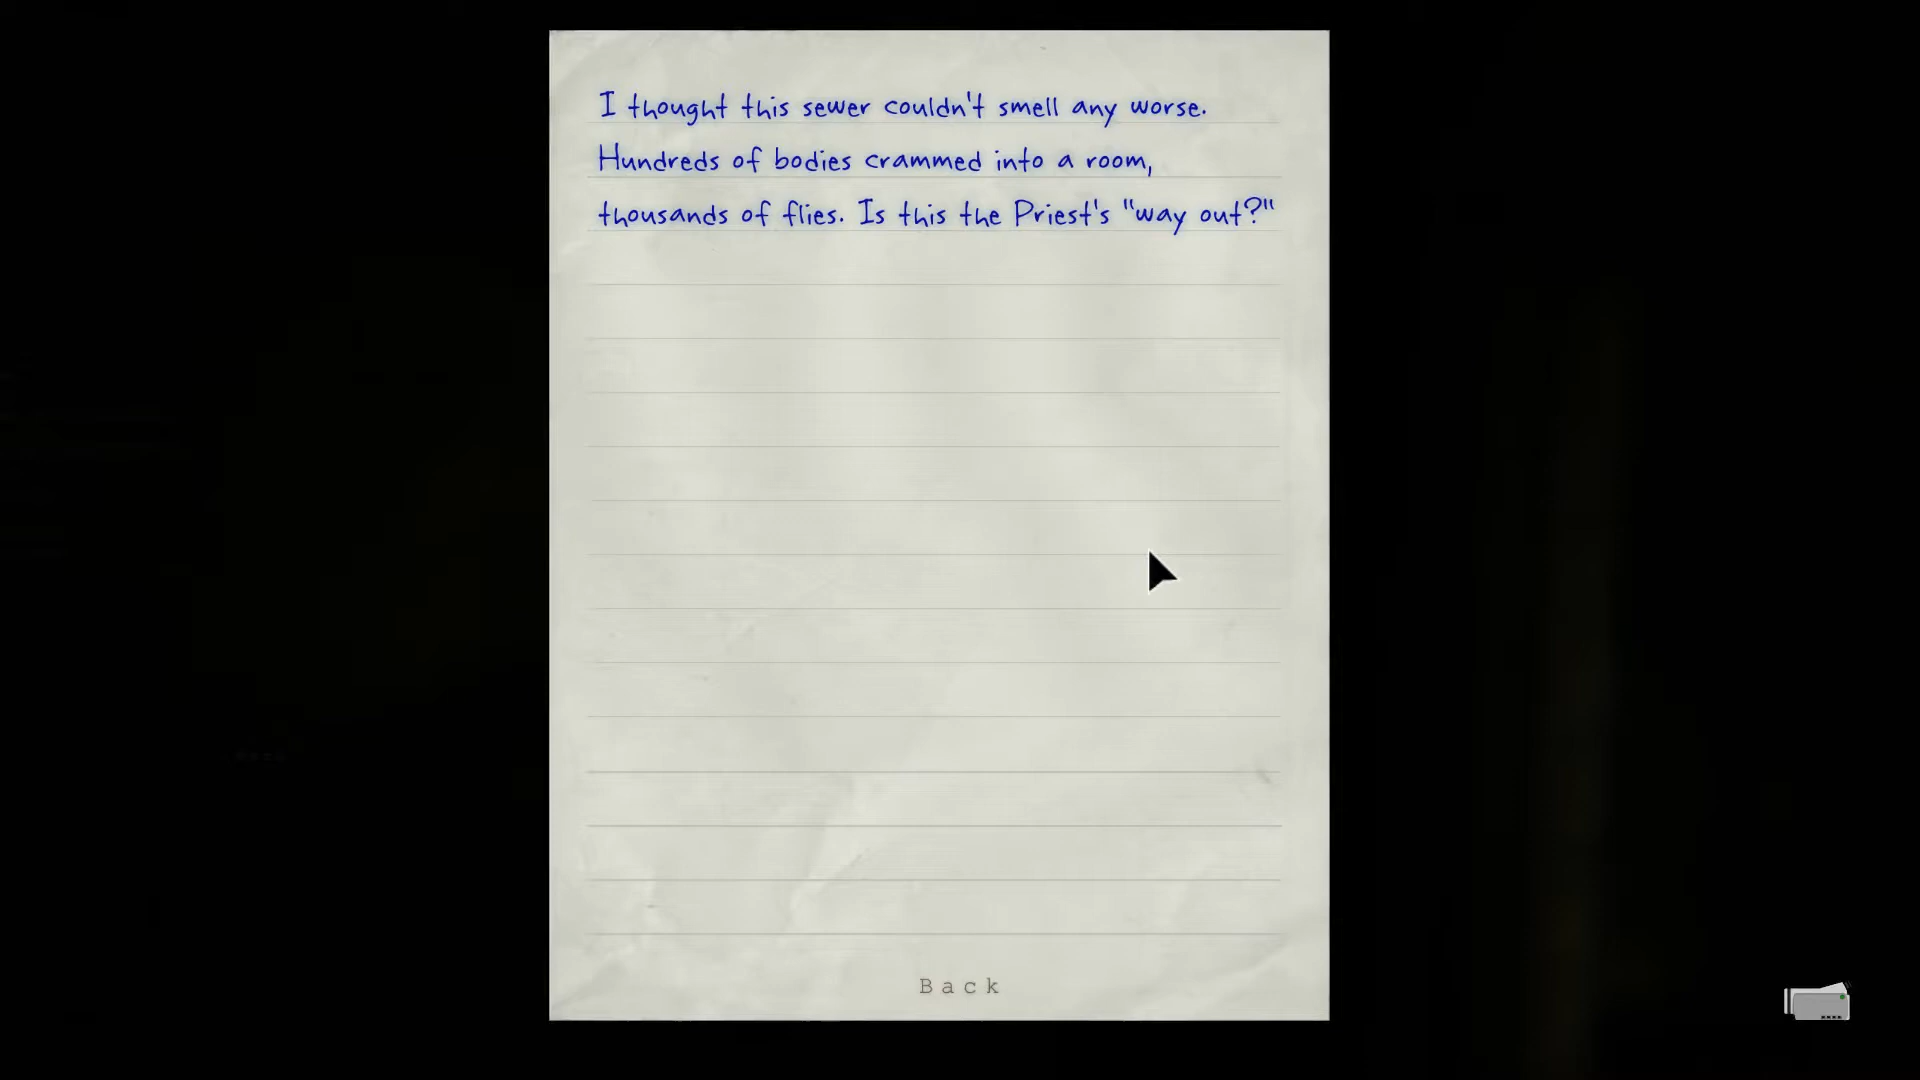 I thought this sewer couldn't smell any worse.
Hundreds of bodies crammed into a room,
thousands of flies. Is this the Priest's "way out?"
Back